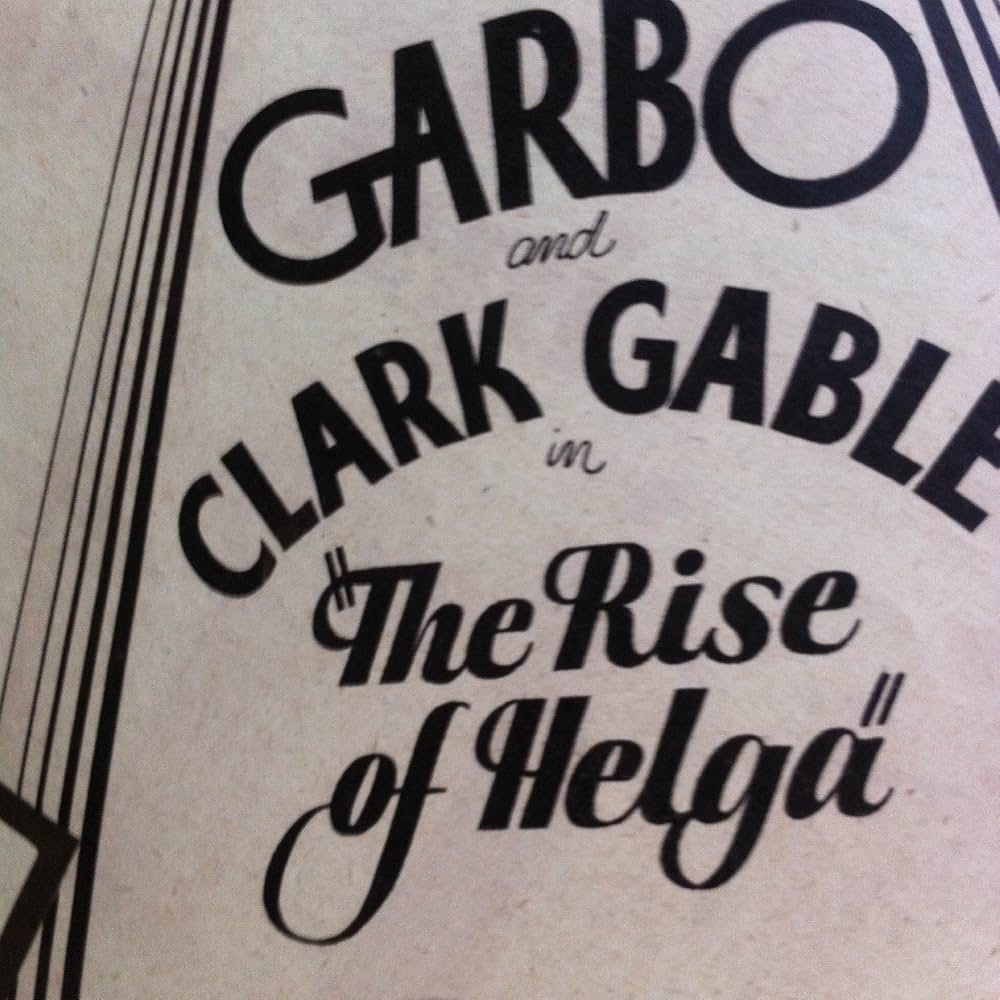 GARBO
and
CLARK GABLE
in
"The Rise
of Helga"